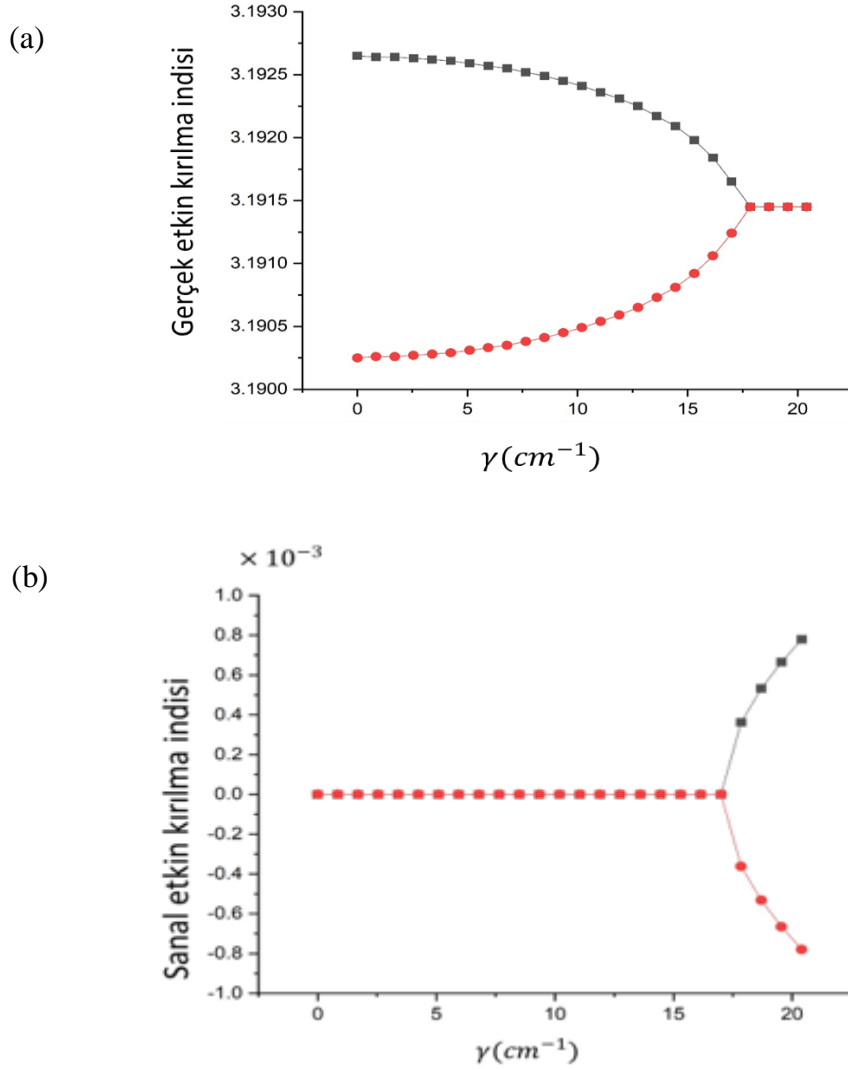 (a)
Gerçek etkin kırılma indisi
3.1930
3.1925
3.1920
3.1915
3.1910
3.1905
3.1900
0 5 10 15 20
γ(cm⁻¹)
(b)
× 10⁻³
Sanal etkin kırılma indisi
1.0
0.8
0.6
0.4
0.2
0.0
-0.2
-0.4
-0.6
-0.8
-1.0
0 5 10 15 20
γ(cm⁻¹)